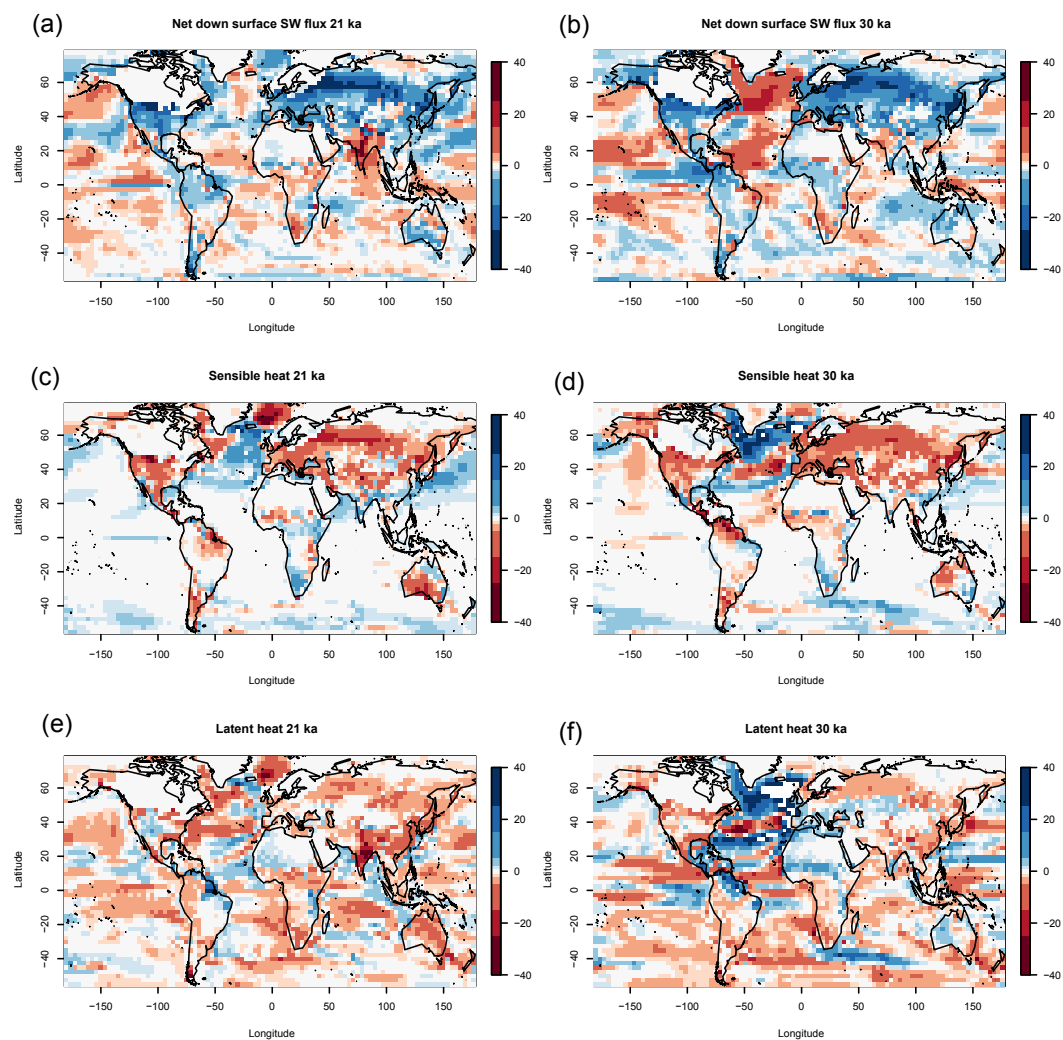 (a) (b)
Net down surface SW flux 21 ka Net down surface SW flux 30 ka
Latitude −40 −20 0 20 40 60 −40 −20 0 20 40
Latitude −40 −20 0 20 40 60 −40 −20 0 20 40
−150 −100 −50 0 50 100 150 −150 −100 −50 0 50 100 150
Longitude Longitude
(c) (d)
Sensible heat 21 ka Sensible heat 30 ka
Latitude −40 −20 0 20 40 60 −40 −20 0 20 40
Latitude −40 −20 0 20 40 60 −40 −20 0 20 40
−150 −100 −50 0 50 100 150 −150 −100 −50 0 50 100 150
Longitude Longitude
(e) (f)
Latent heat 21 ka Latent heat 30 ka
Latitude −40 −20 0 20 40 60 −40 −20 0 20 40
Latitude −40 −20 0 20 40 60 −40 −20 0 20 40
−150 −100 −50 0 50 100 150 −150 −100 −50 0 50 100 150
Longitude Longitude